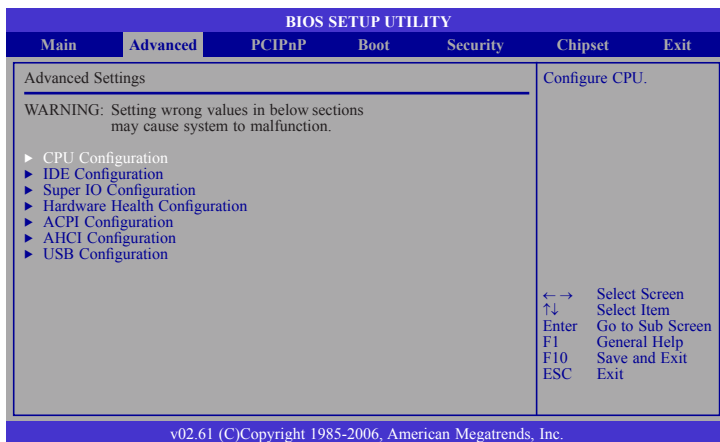 BIOS SETUP UTILITY
Main Advanced PCIPnP Boot Security Chipset Exit
Advanced Settings
WARNING: Setting wrong values in below sections
may cause system to malfunction.
► CPU Configuration
► IDE Configuration
► Super IO Configuration
► Hardware Health Configuration
► ACPI Configuration
► AHCI Configuration
► USB Configuration
Configure CPU.
←→ Select Screen
↑↓ Select Item
Enter Go to Sub Screen
F1 General Help
F10 Save and Exit
ESC Exit
v02.61 (C)Copyright 1985-2006, American Megatrends, Inc.